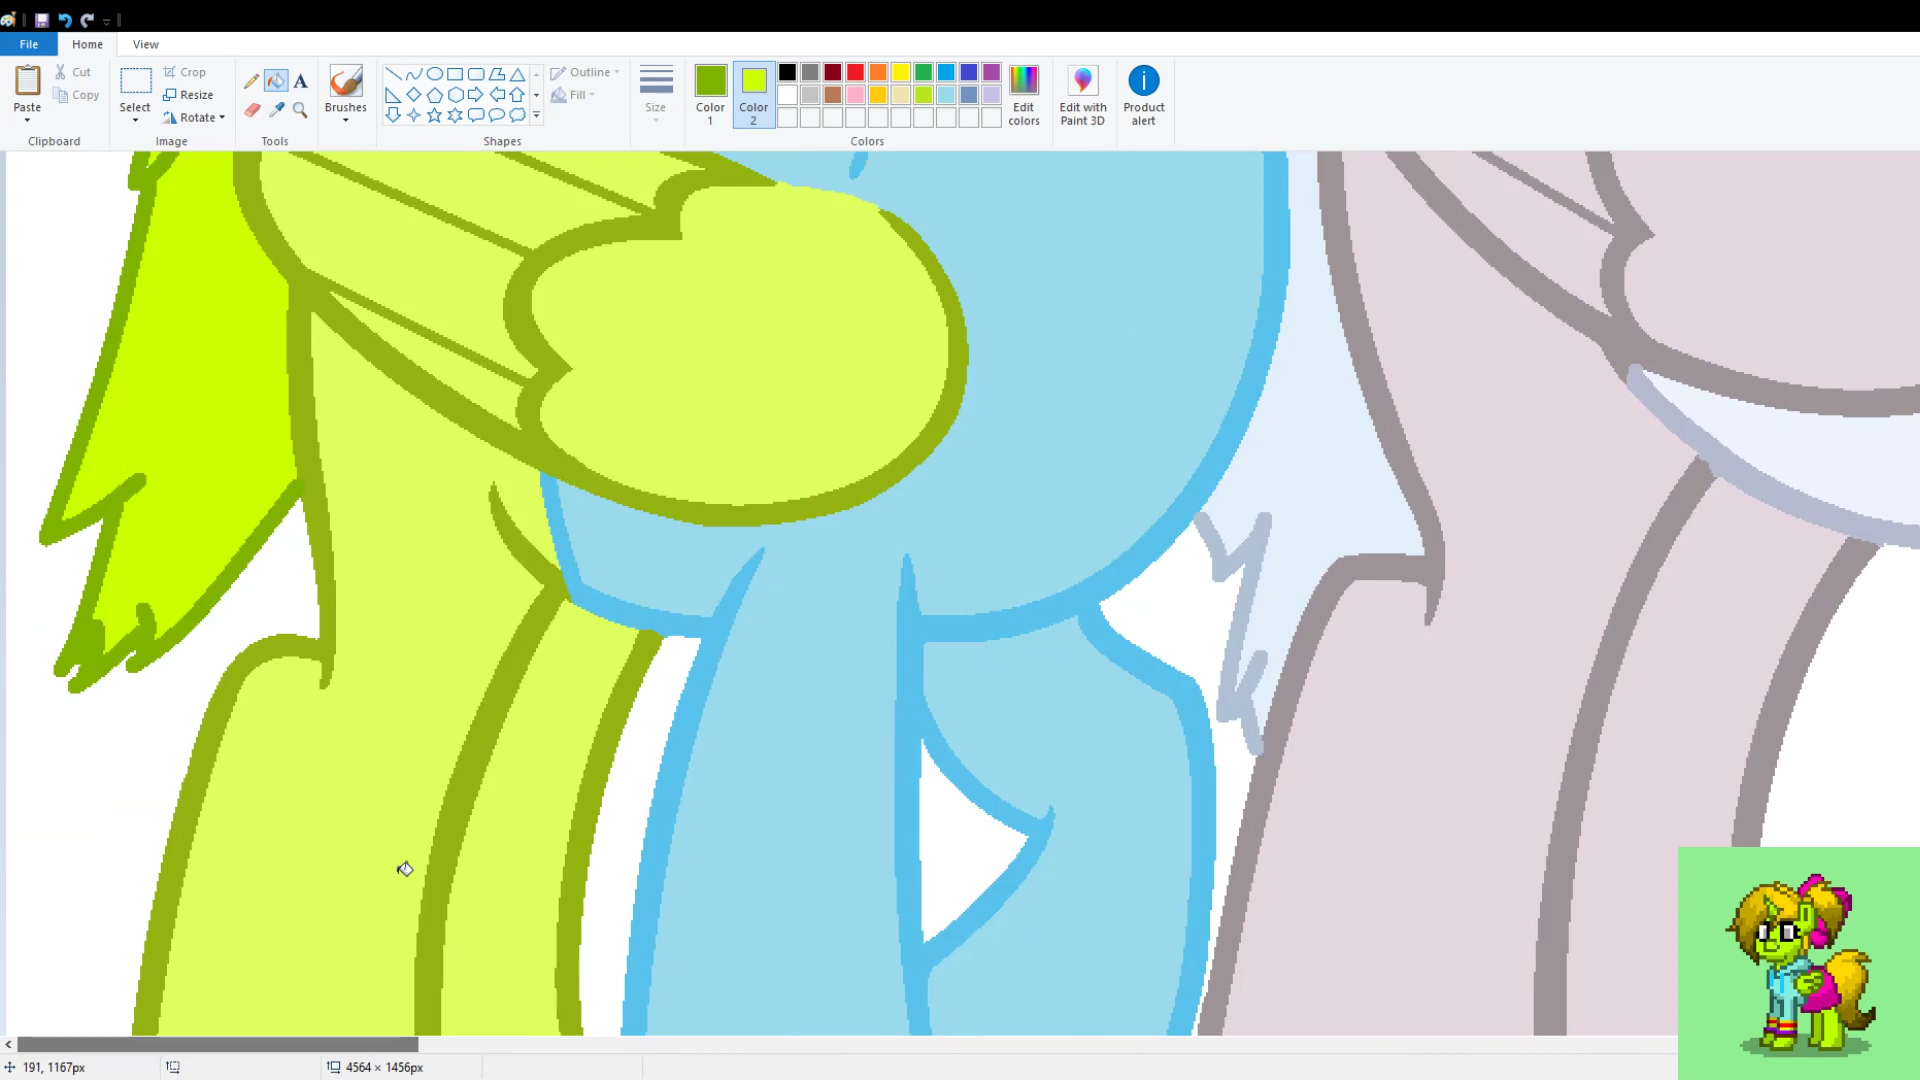 File Home View
Cut
Copy
Paste
Clipboard
Select
Crop
Resize
Rotate
Image
A
Tools
Brushes
Outline
Fill
Shapes
Size
Color 1
Color 2
Edit colors
Colors
Edit with Paint 3D
Product alert
191, 1167px
4564 × 1456px